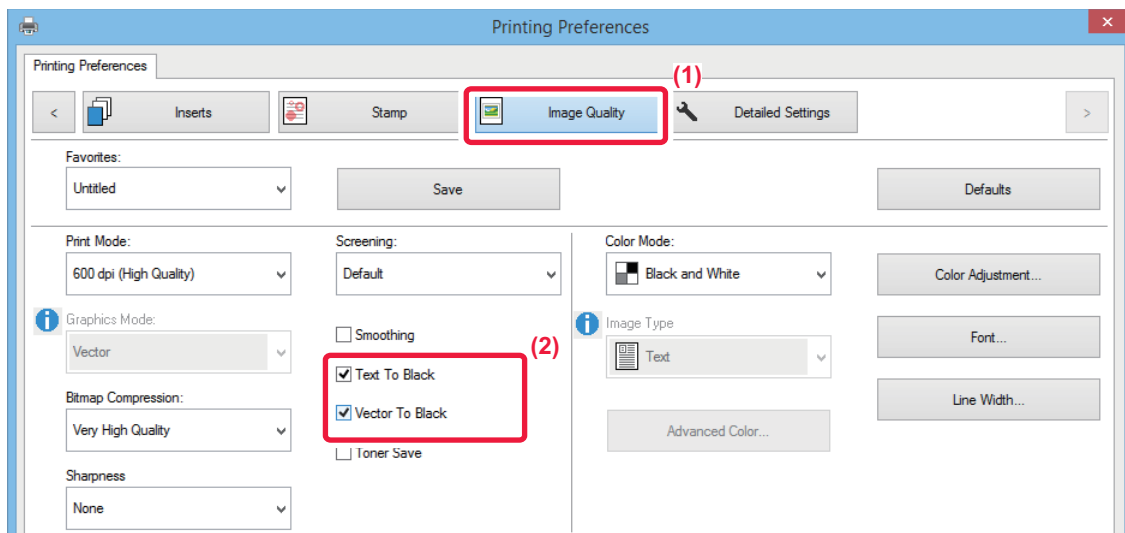 Printing Preferences
Printing Preferences
(1)
< Inserts Stamp Image Quality Detailed Settings >
Favorites:
Untitled Save Defaults
Print Mode: Screening: Color Mode:
600 dpi (High Quality) Default Black and White Color Adjustment...
Graphics Mode: Image Type
Smoothing Font...
Vector (2) Text
Text To Black
Bitmap Compression: Vector To Black Line Width...
Very High Quality Advanced Color...
Toner Save
Sharpness
None